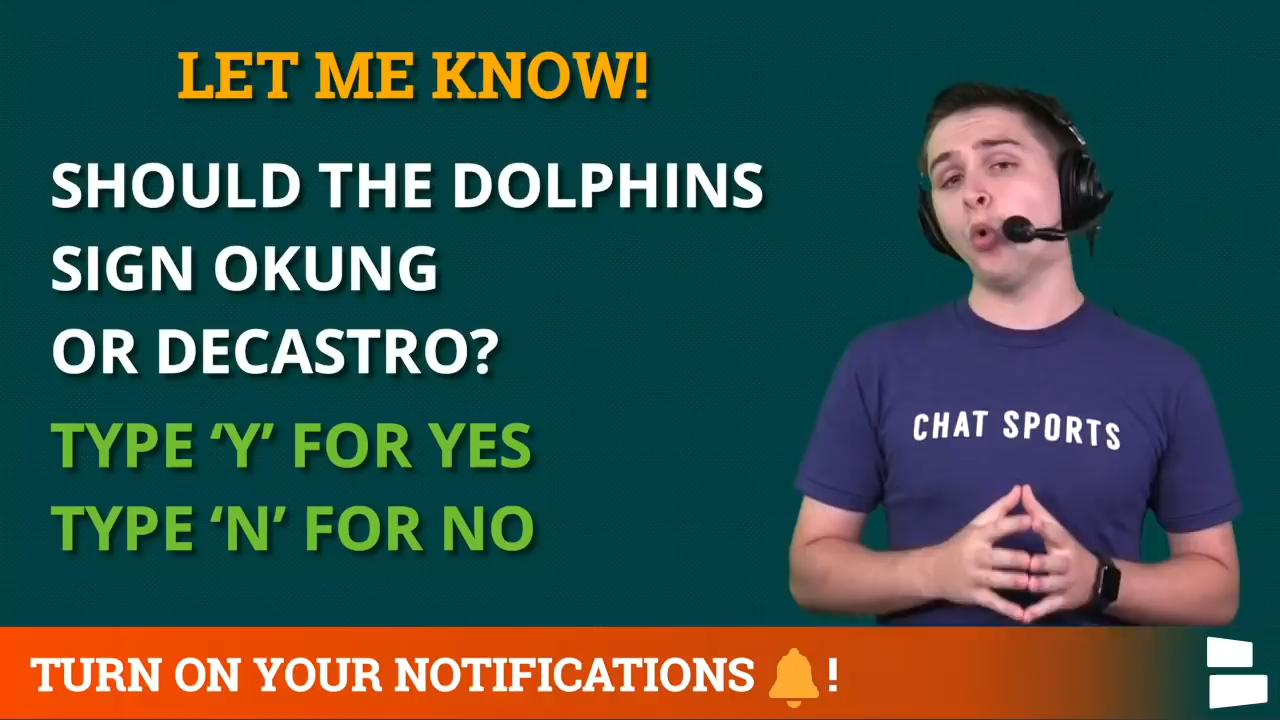 LET ME KNOW!
SHOULD THE DOLPHINS
SIGN OKUNG
OR DECASTRO?
TYPE ‘Y’ FOR YES
TYPE ‘N’ FOR NO
CHAT SPORTS
TURN ON YOUR NOTIFICATIONS !